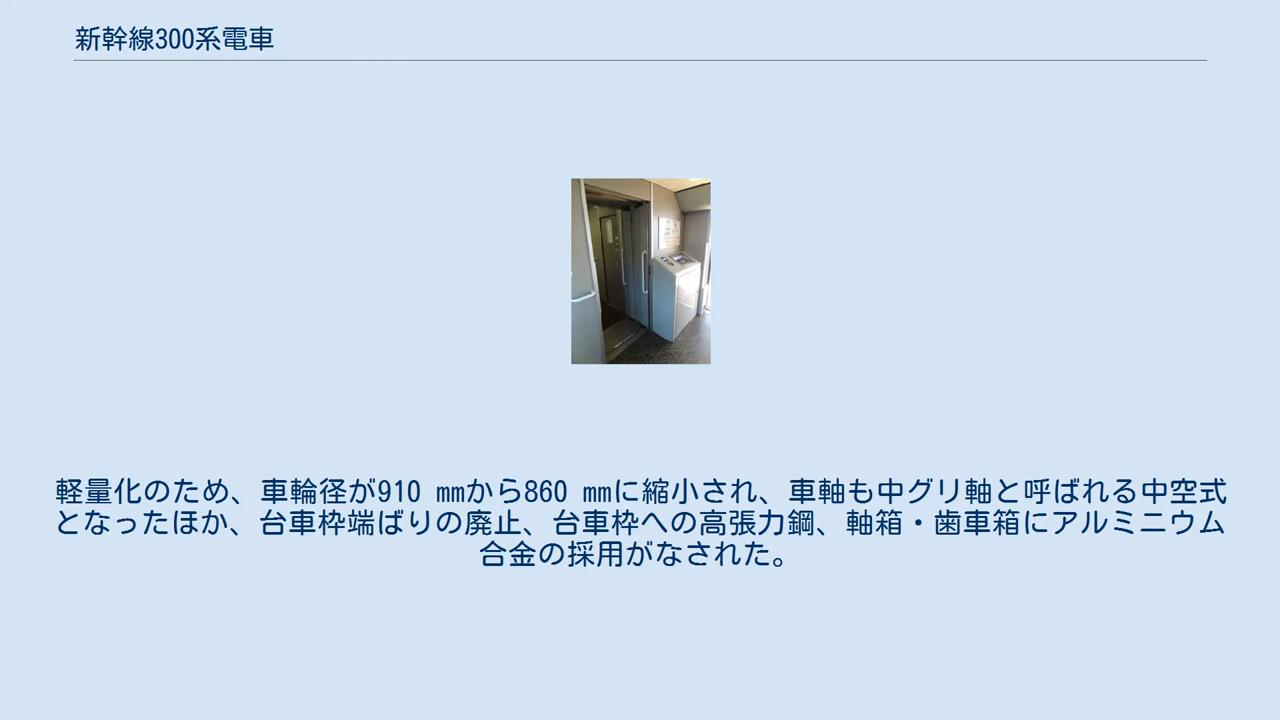 新幹線300系電車
軽量化のため、車輪径が910 mmから860 mmに縮小され、車軸も中グリ軸と呼ばれる中空式
となったほか、台車枠端ばりの廃止、台車枠への高張力鋼、軸箱・歯車箱にアルミニウム
合金の採用がなされた。